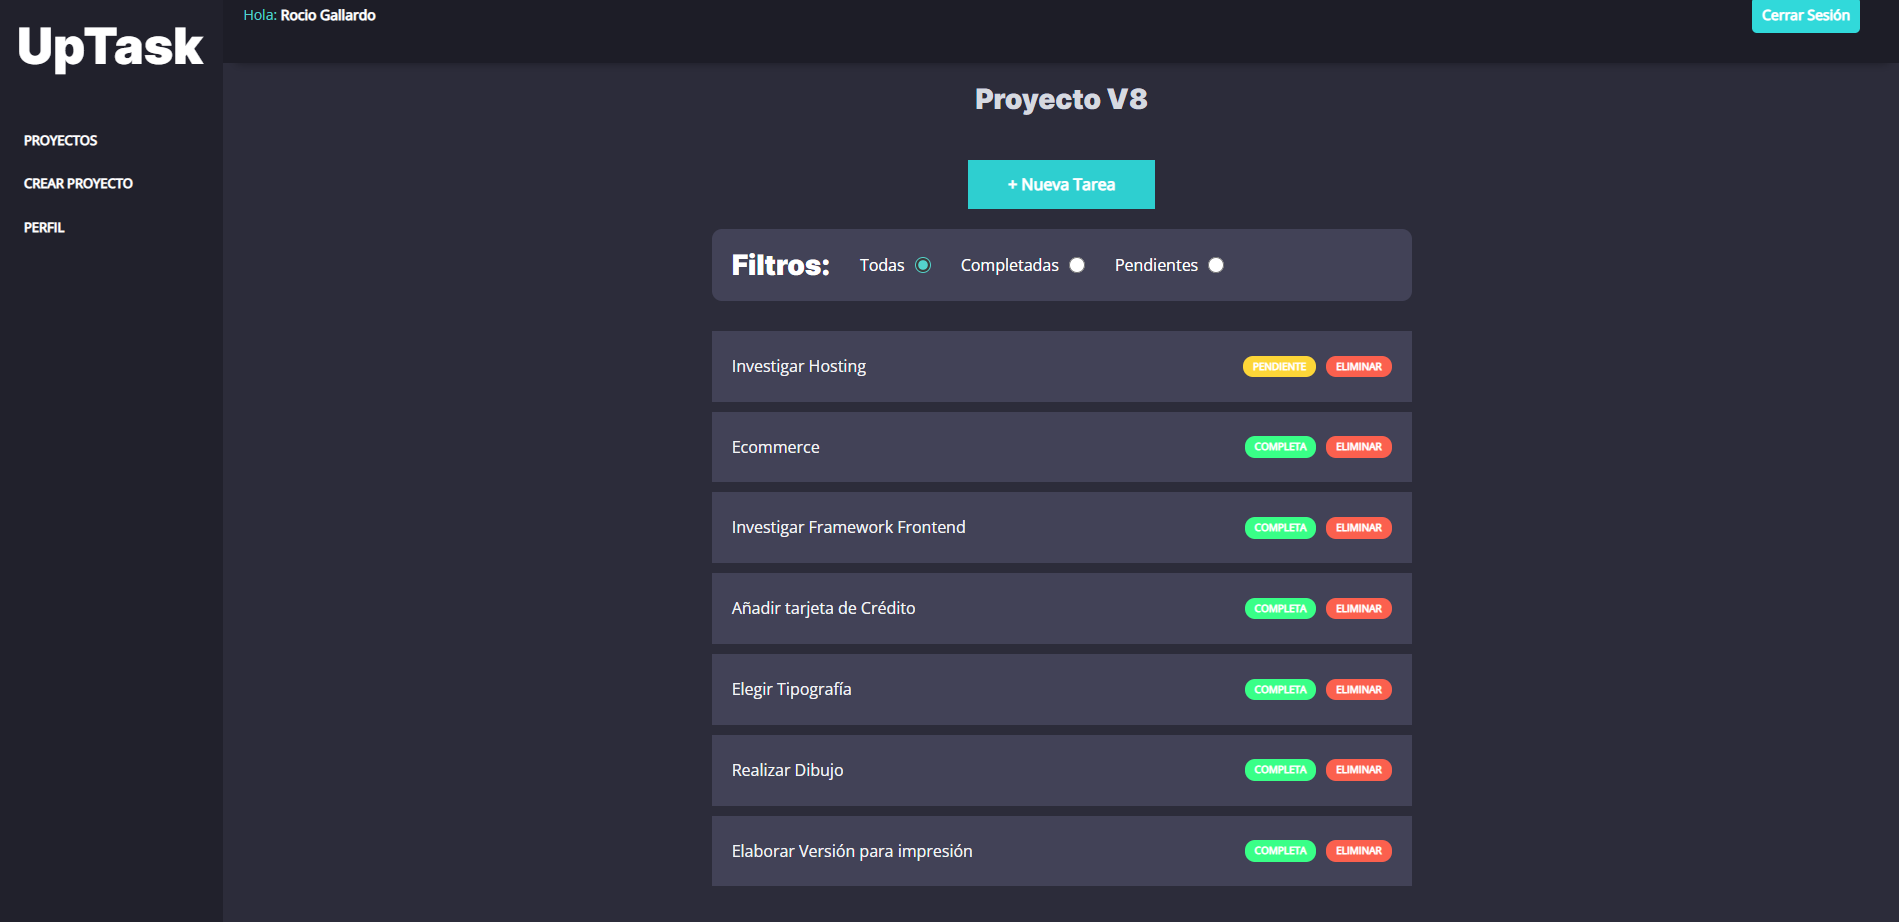 UpTask
PROYECTOS
CREAR PROYECTO
PERFIL
Hola: Rocio Gallardo
Cerrar Sesión
Proyecto V8
+ Nueva Tarea
Filtros: Todas Completadas Pendientes
Investigar Hosting PENDIENTE ELIMINAR
Ecommerce COMPLETA ELIMINAR
Investigar Framework Frontend COMPLETA ELIMINAR
Añadir tarjeta de Crédito COMPLETA ELIMINAR
Elegir Tipografía COMPLETA ELIMINAR
Realizar Dibujo COMPLETA ELIMINAR
Elaborar Versión para impresión COMPLETA ELIMINAR